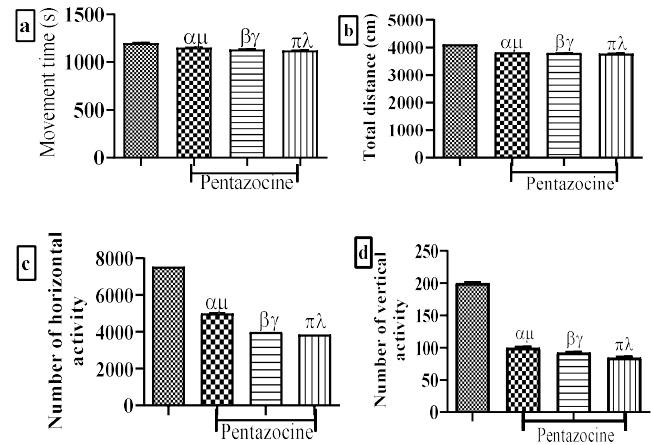 a
Movement time (s)
1500
1000
500
0
αμ
βγ
πλ
Pentazocine
b
Total distance (cm)
5000
4000
3000
2000
1000
0
αμ
βγ
πλ
Pentazocine
c
Number of horizontal
activity
8000
6000
4000
2000
0
αμ
βγ
πλ
Pentazocine
d
Number of vertical
activity
250
200
150
100
50
0
αμ
βγ
πλ
Pentazocine